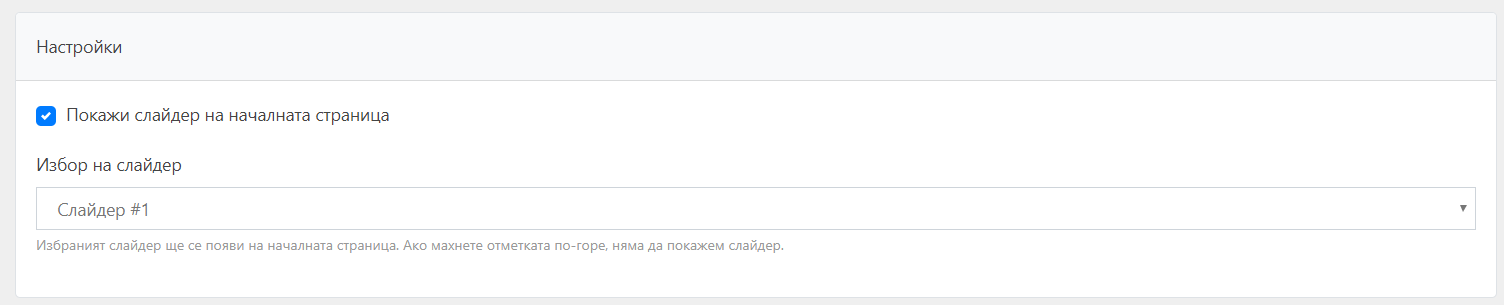 Настройки
Покажи слайдер на началната страница
Избор на слайдер
Слайдер #1
Избраният слайдер ще се появи на началната страница. Ако махнете отметката по-горе, няма да покажем слайдер.